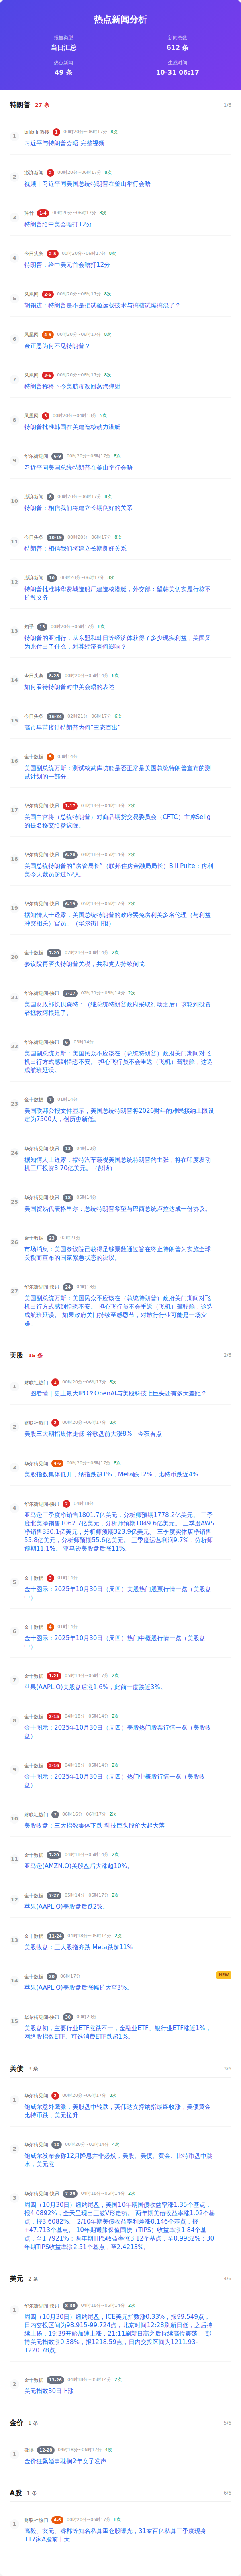 热点新闻分析
报告类型
当日汇总
新闻总数
612 条
热点新闻
49 条
生成时间
10-31 06:17
特朗普 27 条 1/6
1 bilibili 热搜 1 00时20分~06时17分 8次
习近平与特朗普会晤 完整视频
2 澎湃新闻 2 00时20分~06时17分 8次
视频丨习近平同美国总统特朗普在釜山举行会晤
3 抖音 1-4 00时20分~06时17分 8次
特朗普给中美会晤打12分
4 今日头条 2-5 00时20分~06时17分 8次
特朗普：给中美元首会晤打12分
5 凤凰网 2-5 00时20分~06时17分 8次
胡锡进：特朗普是不是把试验运载技术与搞核试爆搞混了？
6 凤凰网 4-5 00时20分~06时17分 8次
金正恩为何不见特朗普？
7 凤凰网 3-6 00时20分~06时17分 8次
特朗普称将下令美航母改回蒸汽弹射
8 凤凰网 3 00时20分~04时18分 5次
特朗普批准韩国在美建造核动力潜艇
9 华尔街见闻 6-9 00时20分~06时17分 8次
习近平同美国总统特朗普在釜山举行会晤
10 澎湃新闻 8 00时20分~06时17分 8次
特朗普：相信我们将建立长期良好的关系
11 今日头条 10-19 00时20分~06时17分 8次
特朗普：相信我们将建立长期良好关系
12 澎湃新闻 10 00时20分~06时17分 8次
特朗普批准韩华费城造船厂建造核潜艇，外交部：望韩美切实履行核不
扩散义务
13 知乎 13 00时20分~06时17分 8次
特朗普的亚洲行，从东盟和韩日等经济体获得了多少现实利益，美国又
为此付出了什么，对其经济有何影响？
14 今日头条 8-28 00时20分~05时14分 6次
如何看待特朗普对中美会晤的表述
15 今日头条 16-24 02时21分~06时17分 6次
高市早苗接待特朗普为何“丑态百出”
16 金十数据 5 03时14分
美国副总统万斯：测试核武库功能是否正常是美国总统特朗普宣布的测
试计划的一部分。
17 华尔街见闻-快讯 1-17 03时14分~04时18分 2次
美国白宫将（总统特朗普）对商品期货交易委员会（CFTC）主席Selig
的提名移交给参议院。
18 华尔街见闻-快讯 6-28 04时18分~05时14分 2次
美国总统特朗普的“房管局长”（联邦住房金融局局长）Bill Pulte：房利
美今天裁员超过62人。
19 华尔街见闻-快讯 6-19 05时14分~06时17分 2次
据知情人士透露，美国总统特朗普的政府罢免房利美多名伦理（与利益
冲突相关）官员。（华尔街日报）
20 金十数据 7-20 02时21分~03时14分 2次
参议院再否决特朗普关税，共和党人持续倒戈
21 华尔街见闻-快讯 7-17 02时21分~03时14分 2次
美国财政部长贝森特：（继总统特朗普政府采取行动之后）该轮到投资
者拯救阿根廷了。
22 华尔街见闻-快讯 6 03时14分
美国副总统万斯：美国民众不应该在（总统特朗普）政府关门期间对飞
机出行方式感到惶恐不安。 担心飞行员不会重返（飞机）驾驶舱，这造
成航班延误。
23 金十数据 7 01时14分
美国联邦公报文件显示，美国总统特朗普将2026财年的难民接纳上限设
定为7500人，创历史新低。
24 华尔街见闻-快讯 13 04时18分
据知情人士透露，福特汽车藐视美国总统特朗普的主张，将在印度发动
机工厂投资3.70亿美元。（彭博）
25 华尔街见闻-快讯 18 05时14分
美国贸易代表格里尔：总统特朗普希望与巴西总统卢拉达成一份协议。
26 金十数据 23 02时21分
市场消息：美国参议院已获得足够票数通过旨在终止特朗普为实施全球
关税而宣布的国家紧急状态的决议。
27 华尔街见闻-快讯 24 04时18分
美国副总统万斯：美国民众不应该在（总统特朗普）政府关门期间对飞
机出行方式感到惶恐不安。 担心飞行员不会重返（飞机）驾驶舱，这造
成航班延误。 如果政府关门持续至感恩节，对旅行行业可能是一场灾
难。
美股 15 条 2/6
1 财联社热门 1 00时20分~06时17分 8次
一图看懂 | 史上最大IPO？OpenAI与美股科技七巨头还有多大差距？
2 财联社热门 2 00时20分~06时17分 8次
美股三大期指集体走低 谷歌盘前大涨8% | 今夜看点
3 华尔街见闻 4-6 00时20分~06时17分 8次
美股指数集体低开，纳指跌超1%，Meta跌12%，比特币跌近4%
4 华尔街见闻-快讯 2 04时18分
亚马逊三季度净销售1801.7亿美元，分析师预期1778.2亿美元。 三季
度北美净销售1062.7亿美元，分析师预期1049.6亿美元。 三季度AWS
净销售330.1亿美元，分析师预期323.9亿美元。 三季度实体店净销售
55.8亿美元，分析师预期55.6亿美元。 三季度运营利润9.7%，分析师
预期11.1%。 亚马逊美股盘后涨11%。
5 金十数据 3 01时14分
金十图示：2025年10月30日（周四）美股热门股票行情一览（美股盘
中）
6 金十数据 4 01时14分
金十图示：2025年10月30日（周四）热门中概股行情一览（美股盘
中）
7 金十数据 1-21 05时14分~06时17分 2次
苹果(AAPL.O)美股盘后涨1.6%，此前一度跌近3%。
8 金十数据 2-15 04时18分~05时14分 2次
金十图示：2025年10月30日（周四）美股热门股票行情一览（美股收
盘）
9 金十数据 3-16 04时18分~05时14分 2次
金十图示：2025年10月30日（周四）热门中概股行情一览（美股收
盘）
10 财联社热门 7 06时18分~06时17分 2次
美股收盘：三大指数集体下跌 科技巨头股价大起大落
11 金十数据 7-20 04时18分~05时14分 2次
亚马逊(AMZN.O)美股盘后大涨超10%。
12 金十数据 7-27 05时14分~06时17分 2次
苹果(AAPL.O)美股盘后跌2%。
13 金十数据 11-24 04时18分~05时14分 2次
美股收盘：三大股指齐跌 Meta跌超11%
14 金十数据 20 06时17分 NEW
苹果(AAPL.O)美股盘后涨幅扩大至3%。
15 华尔街见闻-快讯 30 00时20分
美股盘初，主要行业ETF涨跌不一，金融业ETF、银行业ETF涨近1%，
网络股指数ETF、可选消费ETF跌超1%。
美债 3 条 3/6
1 华尔街见闻 2 00时20分~06时17分 8次
鲍威尔意外鹰派，美股盘中转跌，英伟达支撑纳指最终收涨，美债黄金
比特币跌，美元拉升
2 华尔街见闻 10 00时20分~03时14分 4次
鲍威尔发布会称12月降息并非必然，美股、美债、黄金、比特币盘中跳
水，美元涨
3 华尔街见闻-快讯 7-29 04时18分~05时14分 2次
周四（10月30日）纽约尾盘，美国10年期国债收益率涨1.35个基点，
报4.0892%，全天呈现出三波V形走势。 两年期美债收益率涨1.02个基
点，报3.6082%。 2/10年期美债收益率利差涨0.146个基点，报
+47.713个基点。 10年期通胀保值国债（TIPS）收益率涨1.84个基
点，至1.7921%；两年期TIPS收益率涨3.12个基点，至0.9982%；30
年期TIPS收益率涨2.51个基点，至2.4213%。
美元 2 条 4/6
1 华尔街见闻-快讯 8-30 04时18分~05时14分 2次
周四（10月30日）纽约尾盘，ICE美元指数涨0.33%，报99.549点，
日内交投区间为98.915-99.724点，北京时间12:28刷新日低，之后持
续上扬，19:39开始加速上涨，21:11刷新日高之后持续高位震荡。 彭
博美元指数涨0.38%，报1218.59点，日内交投区间为1211.93-
1220.78点。
2 金十数据 13-26 04时18分~05时14分 2次
美元指数30日上涨
金价 1 条 5/6
1 微博 12-28 04时18分~06时17分 4次
金价狂飙婚事耽搁2年女子发声
A股 1 条 6/6
1 财联社热门 4-6 00时20分~06时17分 8次
高毅、玄元、睿郡等知名私募重仓股曝光，31家百亿私募三季度现身
117家A股前十大